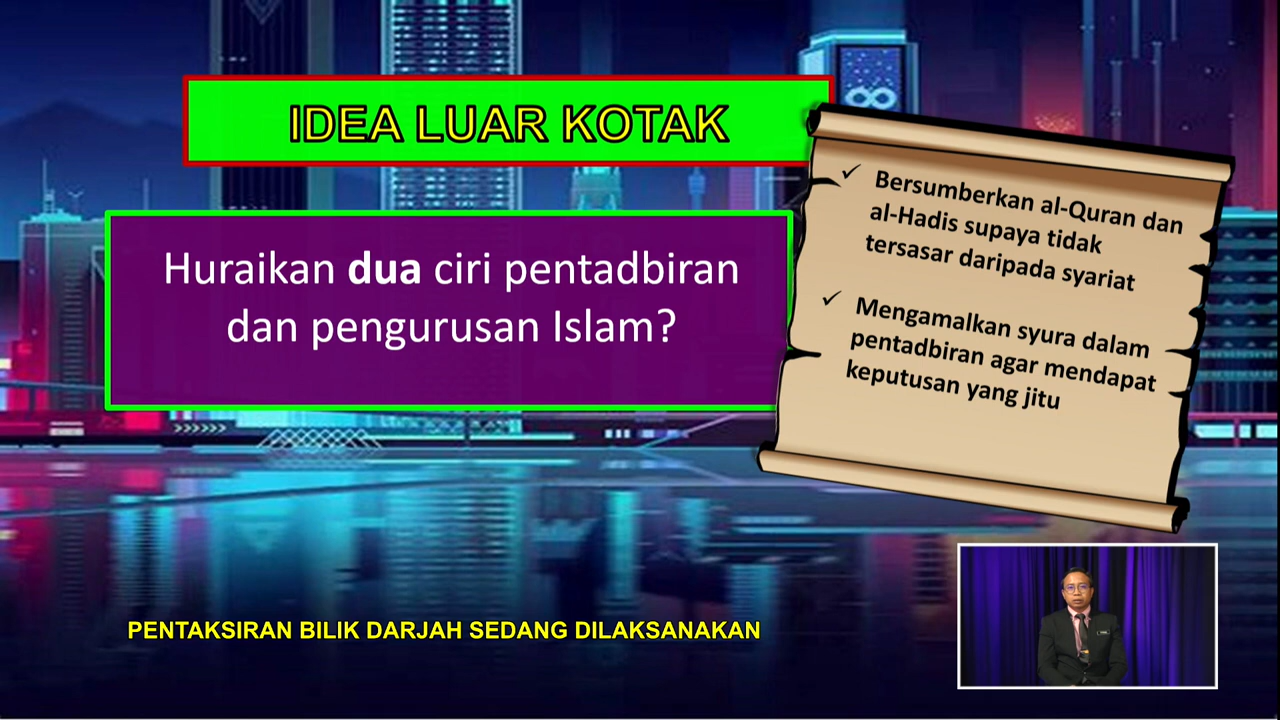 IDEA LUAR KOTAK
Huraikan dua ciri pentadbiran
dan pengurusan Islam?
✓ Bersumberkan al-Quran dan
al-Hadis supaya tidak
tersasar daripada syariat
✓ Mengamalkan syura dalam
pentadbiran agar mendapat
keputusan yang jitu
PENTAKSIRAN BILIK DARJAH SEDANG DILAKSANAKAN